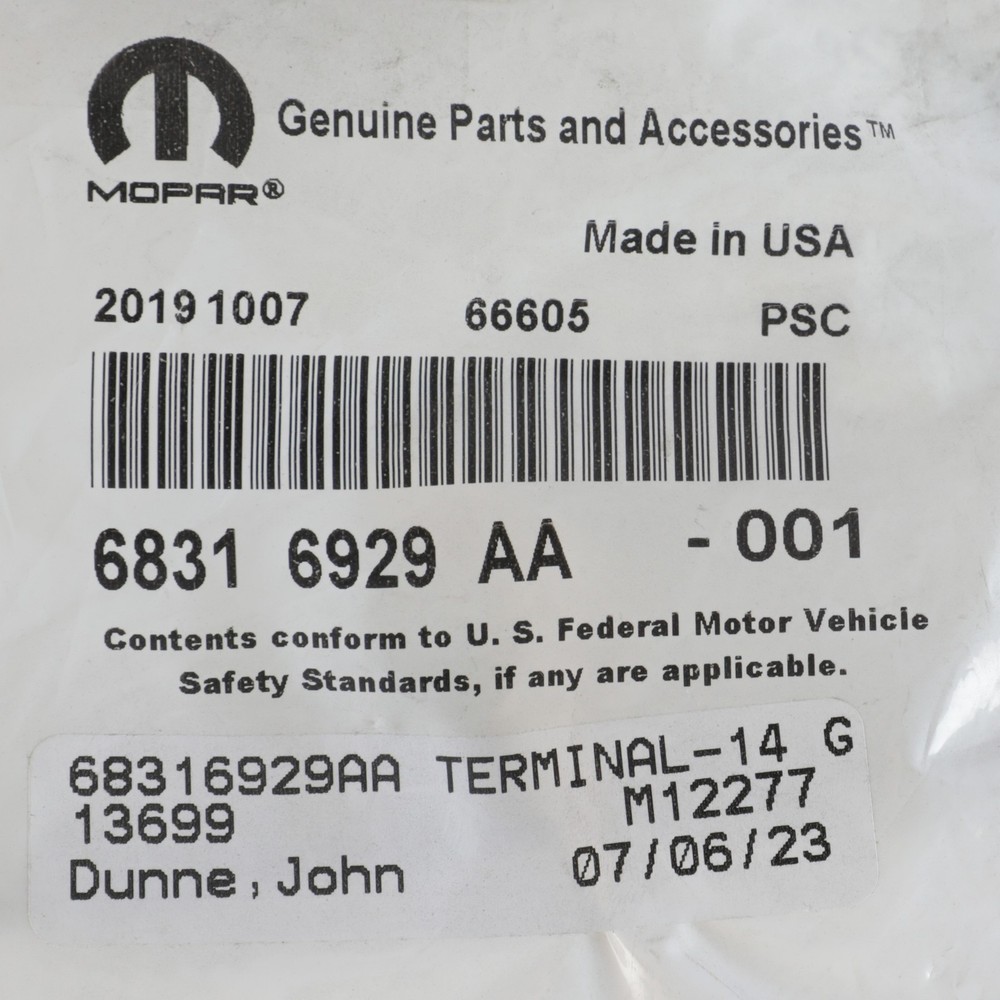 Genuine Parts and Accessories™
MOPAR®
Made in USA
20191007 66605 PSC
6831 6929 AA - 001
Contents conform to U. S. Federal Motor Vehicle
Safety Standards, if any are applicable.
68316929AA TERMINAL-14 G
13699 M12277
Dunne, John 07/06/23